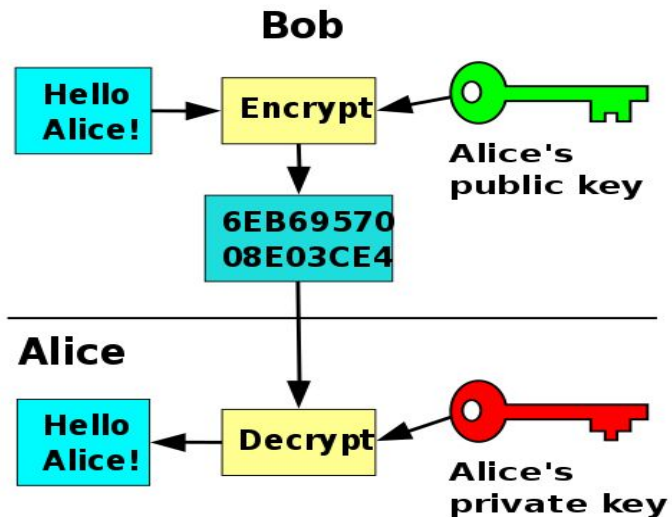 Bob
Hello
Alice!
Encrypt
Alice's
public key
6EB69570
08E03CE4
Alice
Hello
Alice!
Decrypt
Alice's
private key